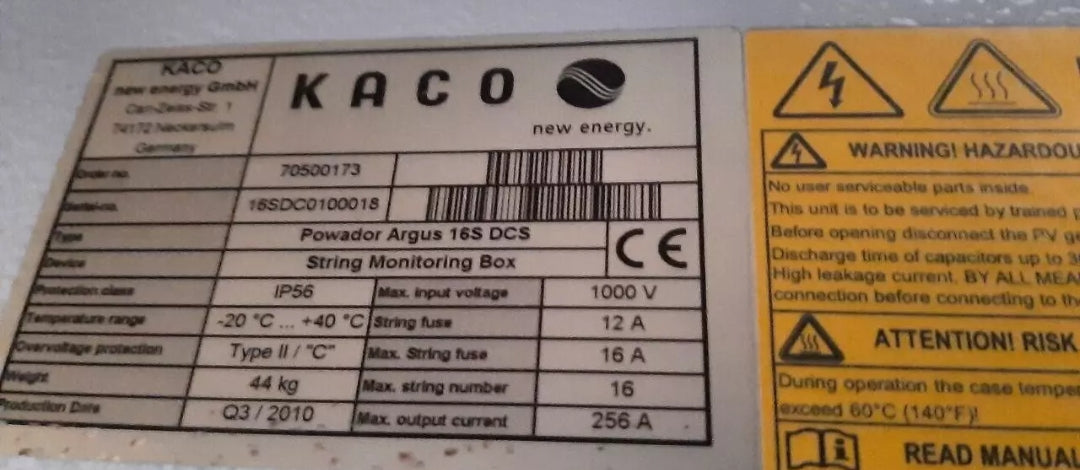 KACO
new energy GmbH
Carl-Zeiss-Str. 1
74172 Neckarsulm
Germany
KACO
new energy.
Order no. 70500173
Serial-no. 16SDC0100018
Type Powador Argus 16S DCS
CE
Device String Monitoring Box
Protection class IP56 Max. input voltage 1000 V
Temperature range -20 °C ... +40 °C String fuse 12 A
Overvoltage protection Type II / "C" Max. String fuse 16 A
Weight 44 kg Max. string number 16
Production Date Q3 / 2010 Max. output current 256 A
WARNING! HAZARDOU
No user serviceable parts inside.
This unit is to be serviced by trained p
Before opening disconnect the PV ge
Discharge time of capacitors up to 3
High leakage current. BY ALL MEA
connection before connecting to the
ATTENTION! RISK
During operation the case tempe
exceed 60°C (140°F)!
READ MANUAL